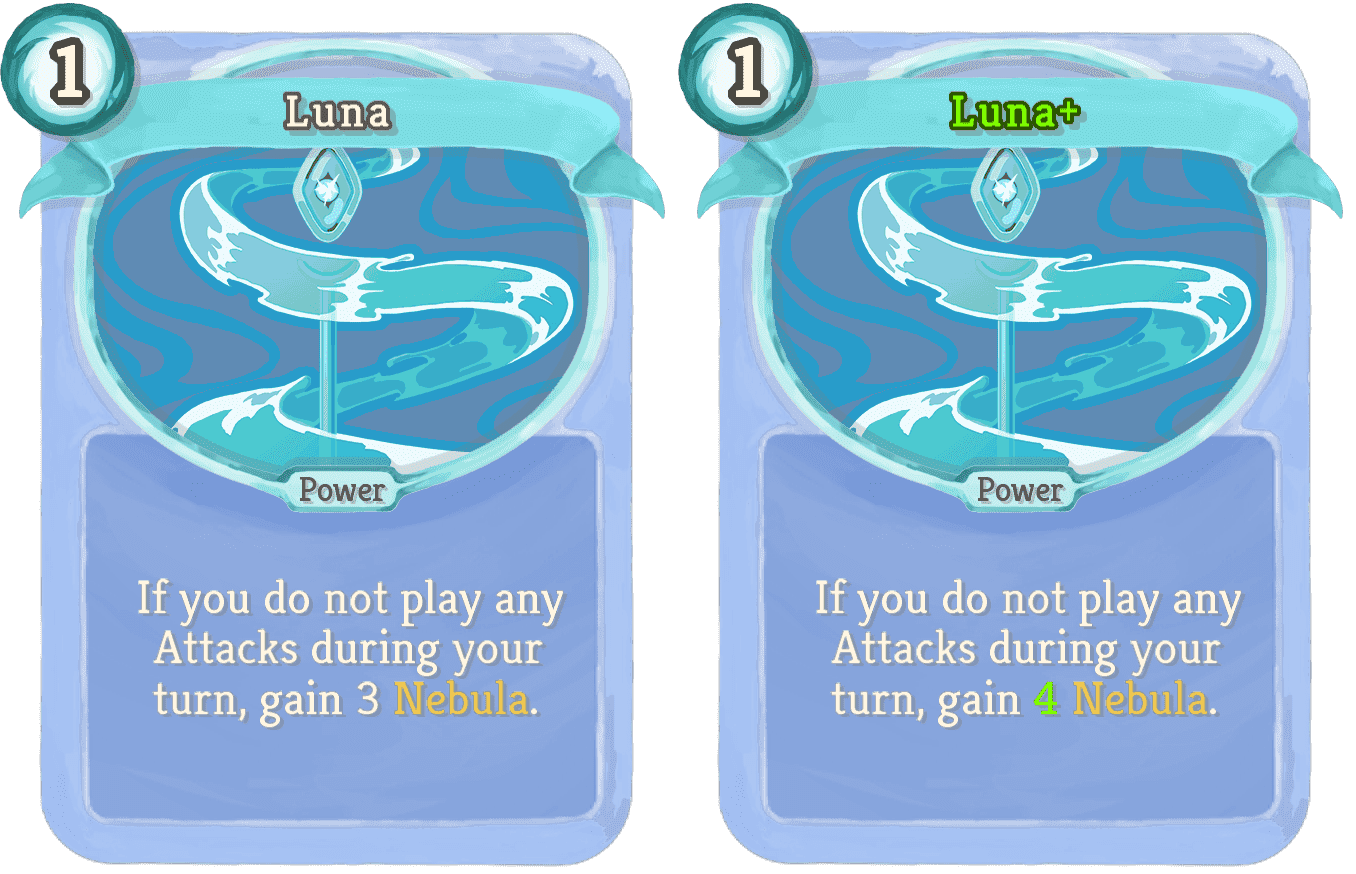 1
Luna
Power
If you do not play any
Attacks during your
turn, gain 3 Nebula.
1
Luna+
Power
If you do not play any
Attacks during your
turn, gain 4 Nebula.